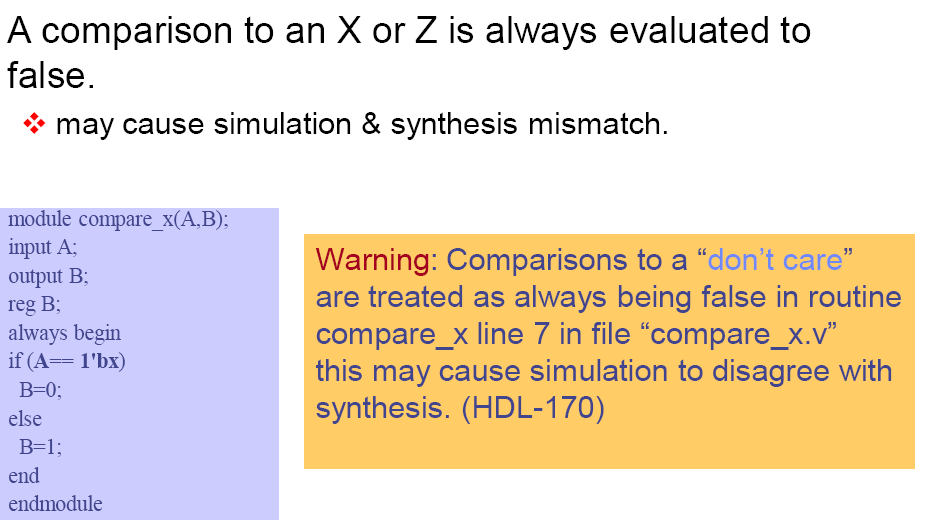 A comparison to an X or Z is always evaluated to
false.
may cause simulation & synthesis mismatch.
module compare_x(A,B);
input A;
output B;
reg B;
always begin
if (A== 1'bx)
B=0;
else
B=1;
end
endmodule
Warning: Comparisons to a “don’t care”
are treated as always being false in routine
compare_x line 7 in file “compare_x.v”
this may cause simulation to disagree with
synthesis. (HDL-170)